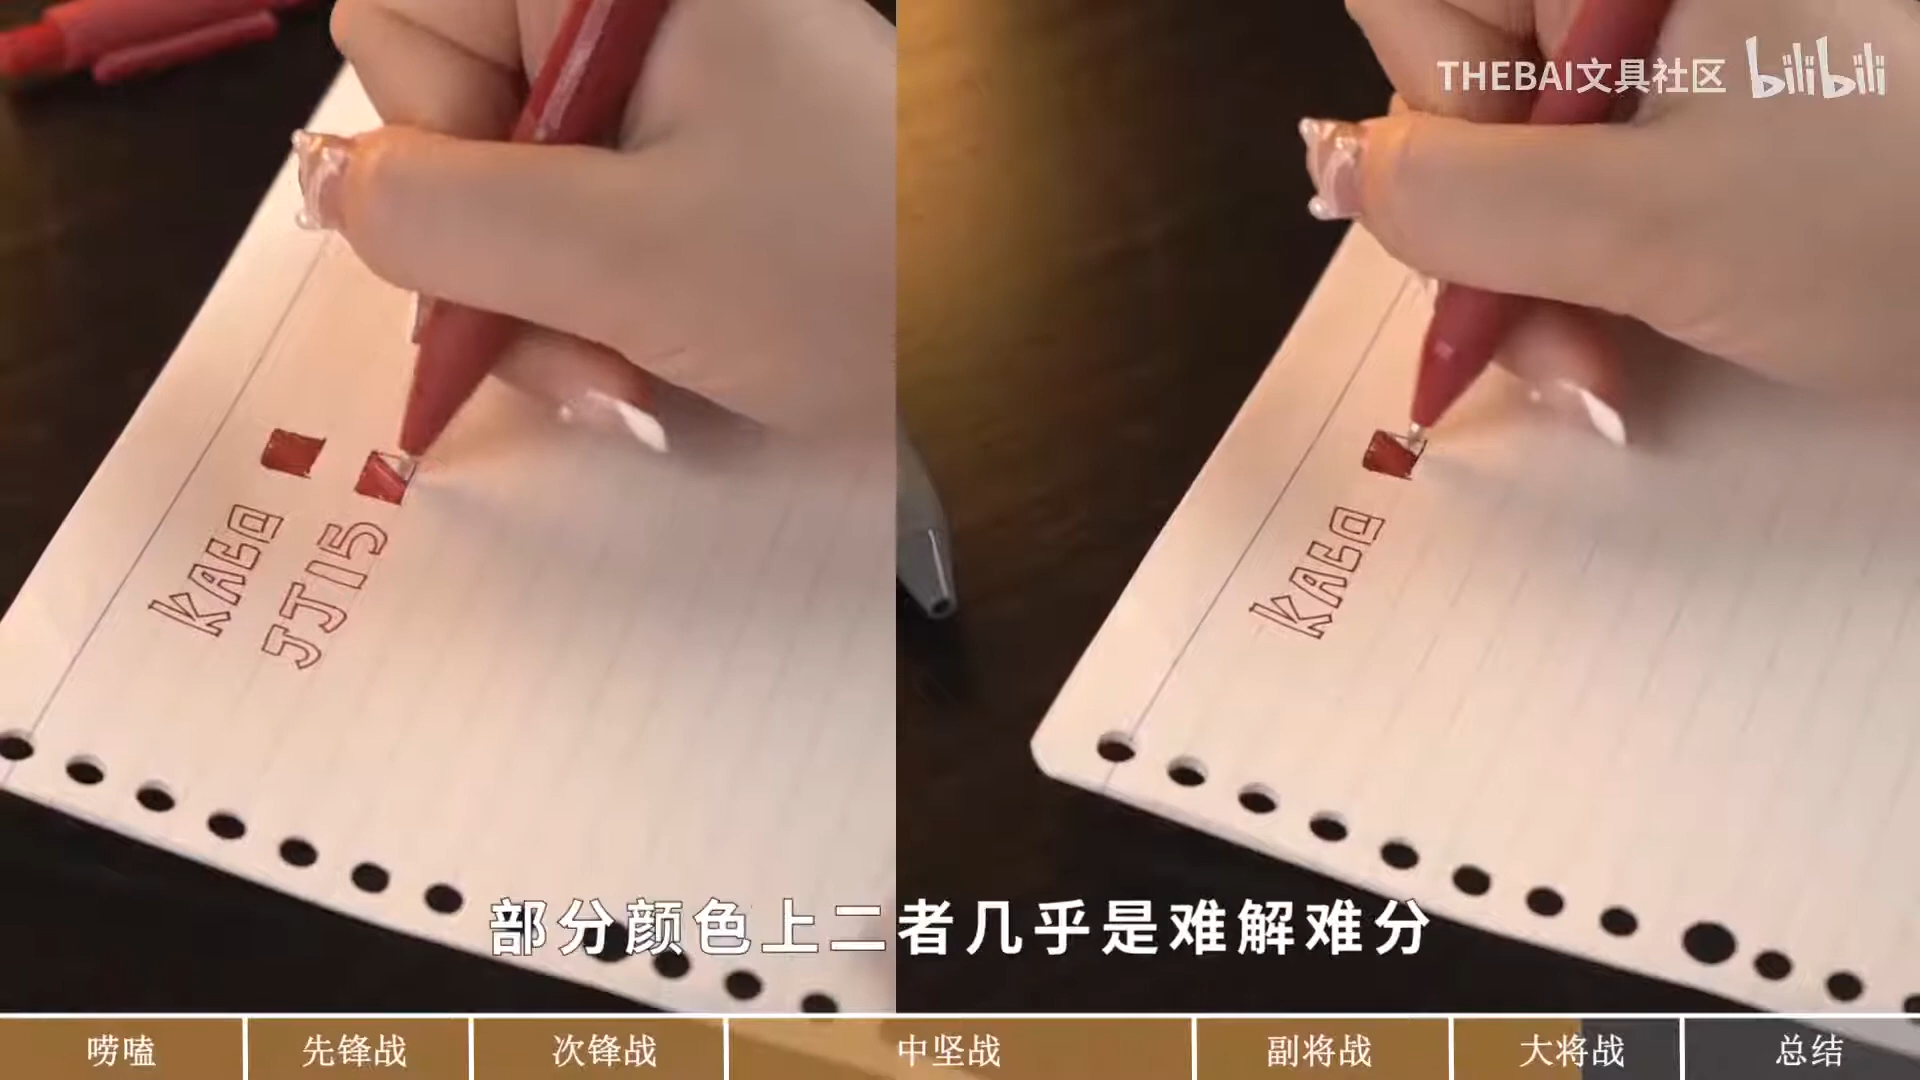 THEBAI文具社区 bilibili
KACO
JJ15
KACO
部分颜色上二者几乎是难解难分
唠嗑 先锋战 次锋战 中坚战 副将战 大将战 总结